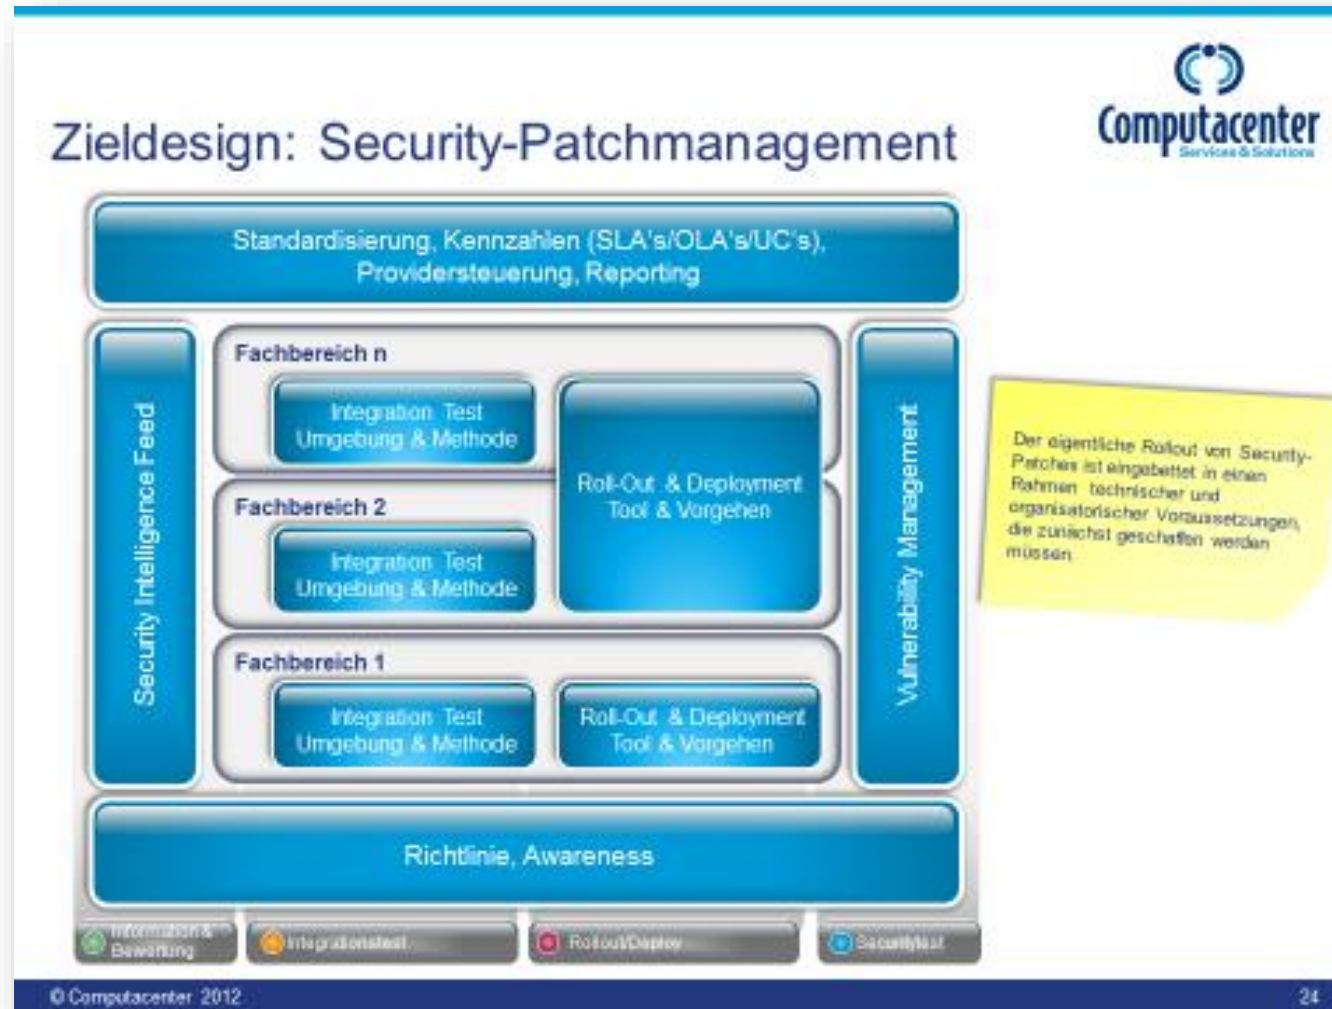 Computacenter
Services & Solutions
Zieldesign: Security-Patchmanagement
Standardisierung, Kennzahlen (SLA's/OLA's/UC's),
Providersteuerung, Reporting
Security Intelligence Feed
Fachbereich n
Integration Test
Umgebung & Methode
Roll-Out & Deployment
Tool & Vorgehen
Fachbereich 2
Integration Test
Umgebung & Methode
Fachbereich 1
Integration Test
Umgebung & Methode
Roll-Out & Deployment
Tool & Vorgehen
Vulnerability Management
Der eigentliche Rollout von Security-
Patches ist eingebettet in einen
Rahmen technischer und
organisatorischer Voraussetzungen,
die zunächst geschaffen werden
müssen.
Richtlinie, Awareness
Information &
Bewertung
Integrationstest
Rollout/Deploy
Securitytest
© Computacenter 2012
24